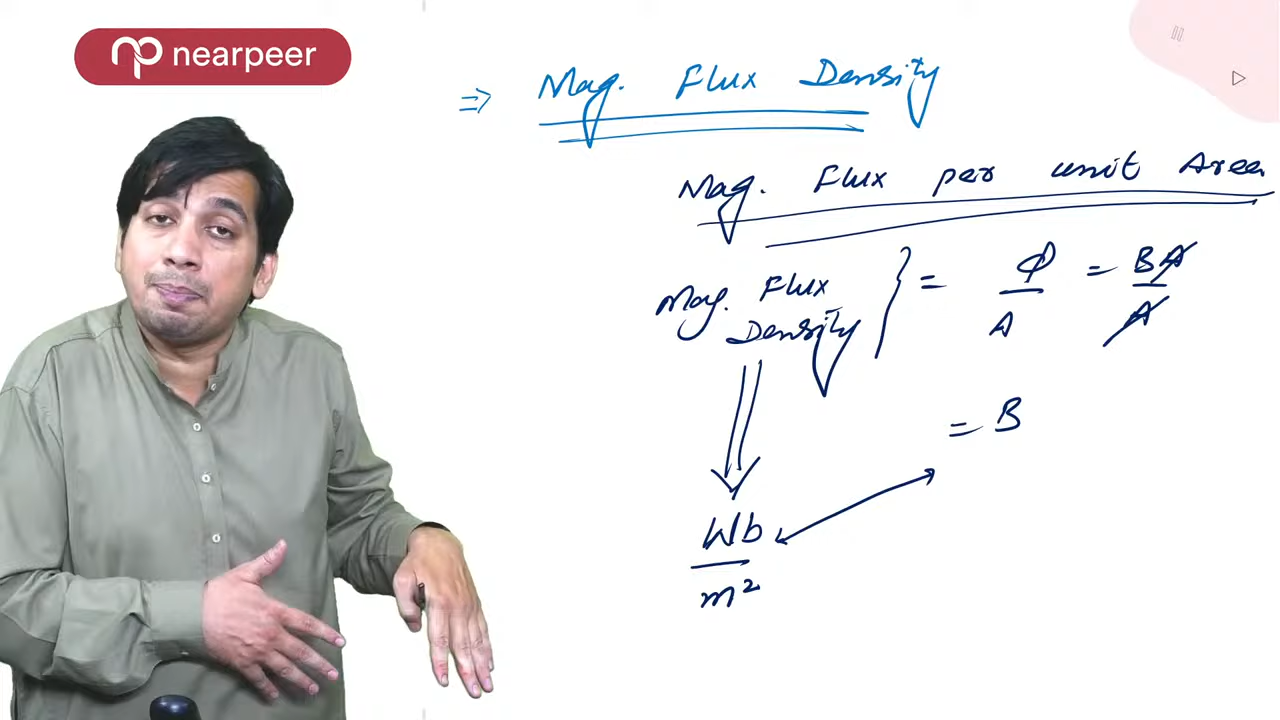 nearpeer
⇒ Mag. Flux Density
Mag. Flux per unit Area
Mag. Flux Density } = Φ/A = BA/A
= B
Wb/m²